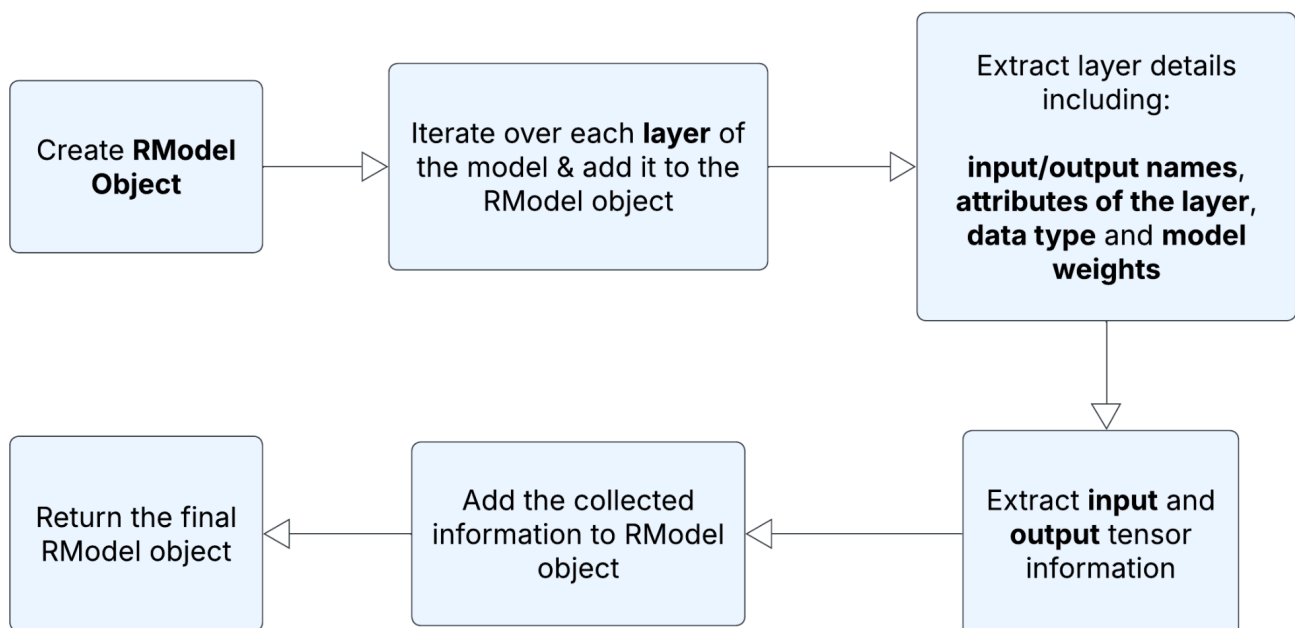 Create RModel
Object
Iterate over each layer of
the model & add it to the
RModel object
Extract layer details
including:
input/output names,
attributes of the layer,
data type and model
weights
Extract input and
output tensor
information
Add the collected
information to RModel
object
Return the final
RModel object